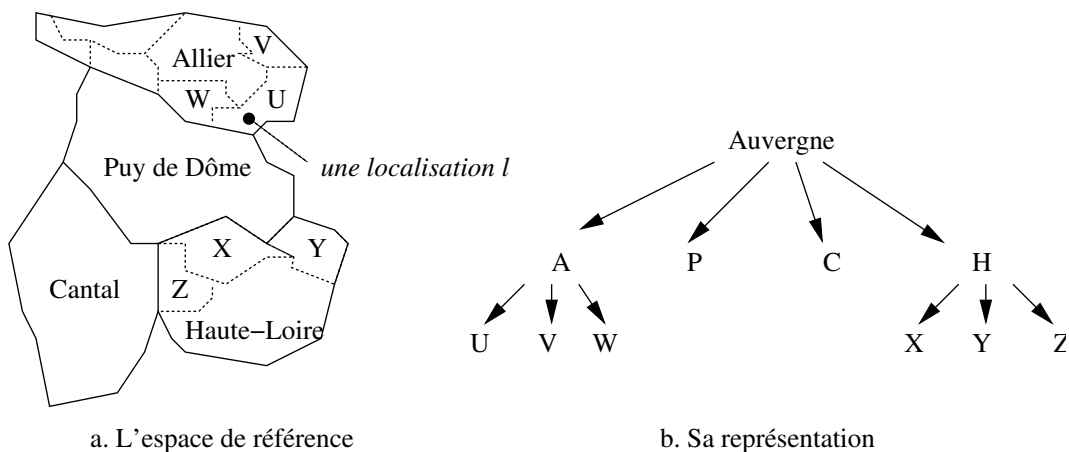 V
Allier
W
U
Puy de Dôme
une localisation l
X
Y
Z
Cantal
Haute−Loire
a. L'espace de référence
Auvergne
A
P
C
H
U
V
W
X
Y
Z
b. Sa représentation